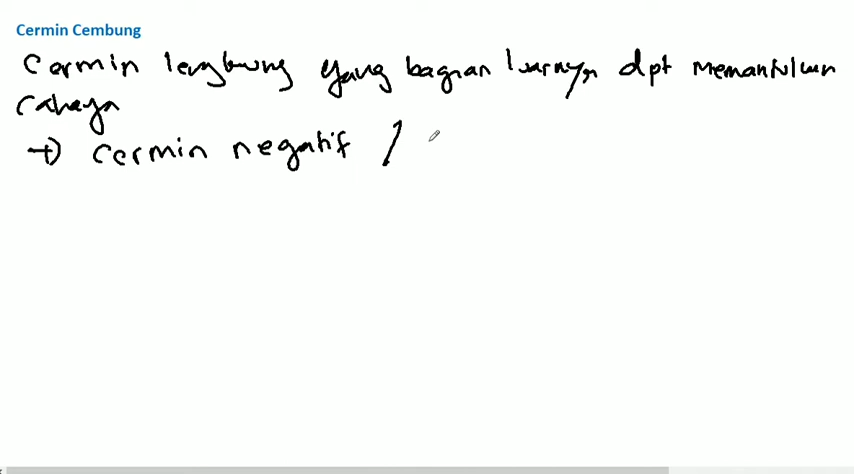 Cermin Cembung
Cermin lengkung yang bagian luarnya dpt memantulkan
cahaya
→ cermin negatif /